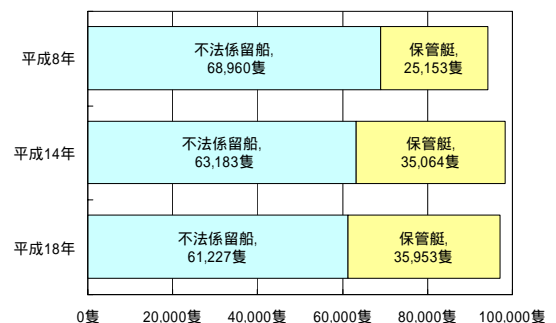 平成8年
不法係留船,
68,960隻
保管艇,
25,153隻
平成14年
不法係留船,
63,183隻
保管艇,
35,064隻
平成18年
不法係留船,
61,227隻
保管艇,
35,953隻
0隻 20,000隻 40,000隻 60,000隻 80,000隻 100,000隻